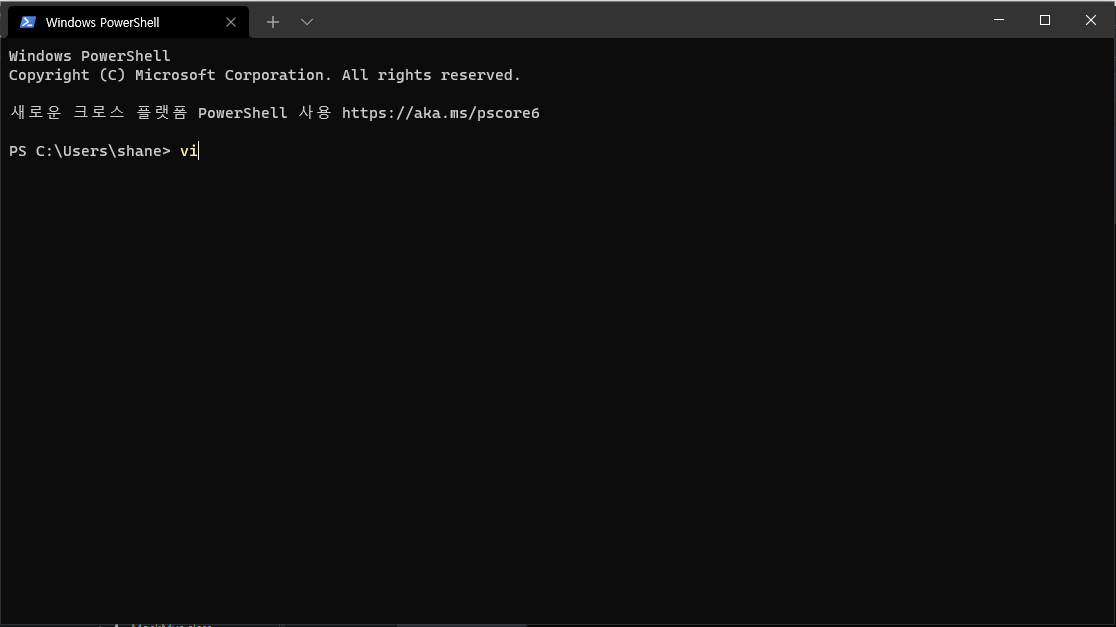 Windows PowerShell
Windows PowerShell
Copyright (C) Microsoft Corporation. All rights reserved.
새로운 크로스 플랫폼 PowerShell 사용 https://aka.ms/pscore6
PS C:\Users\shane> vi